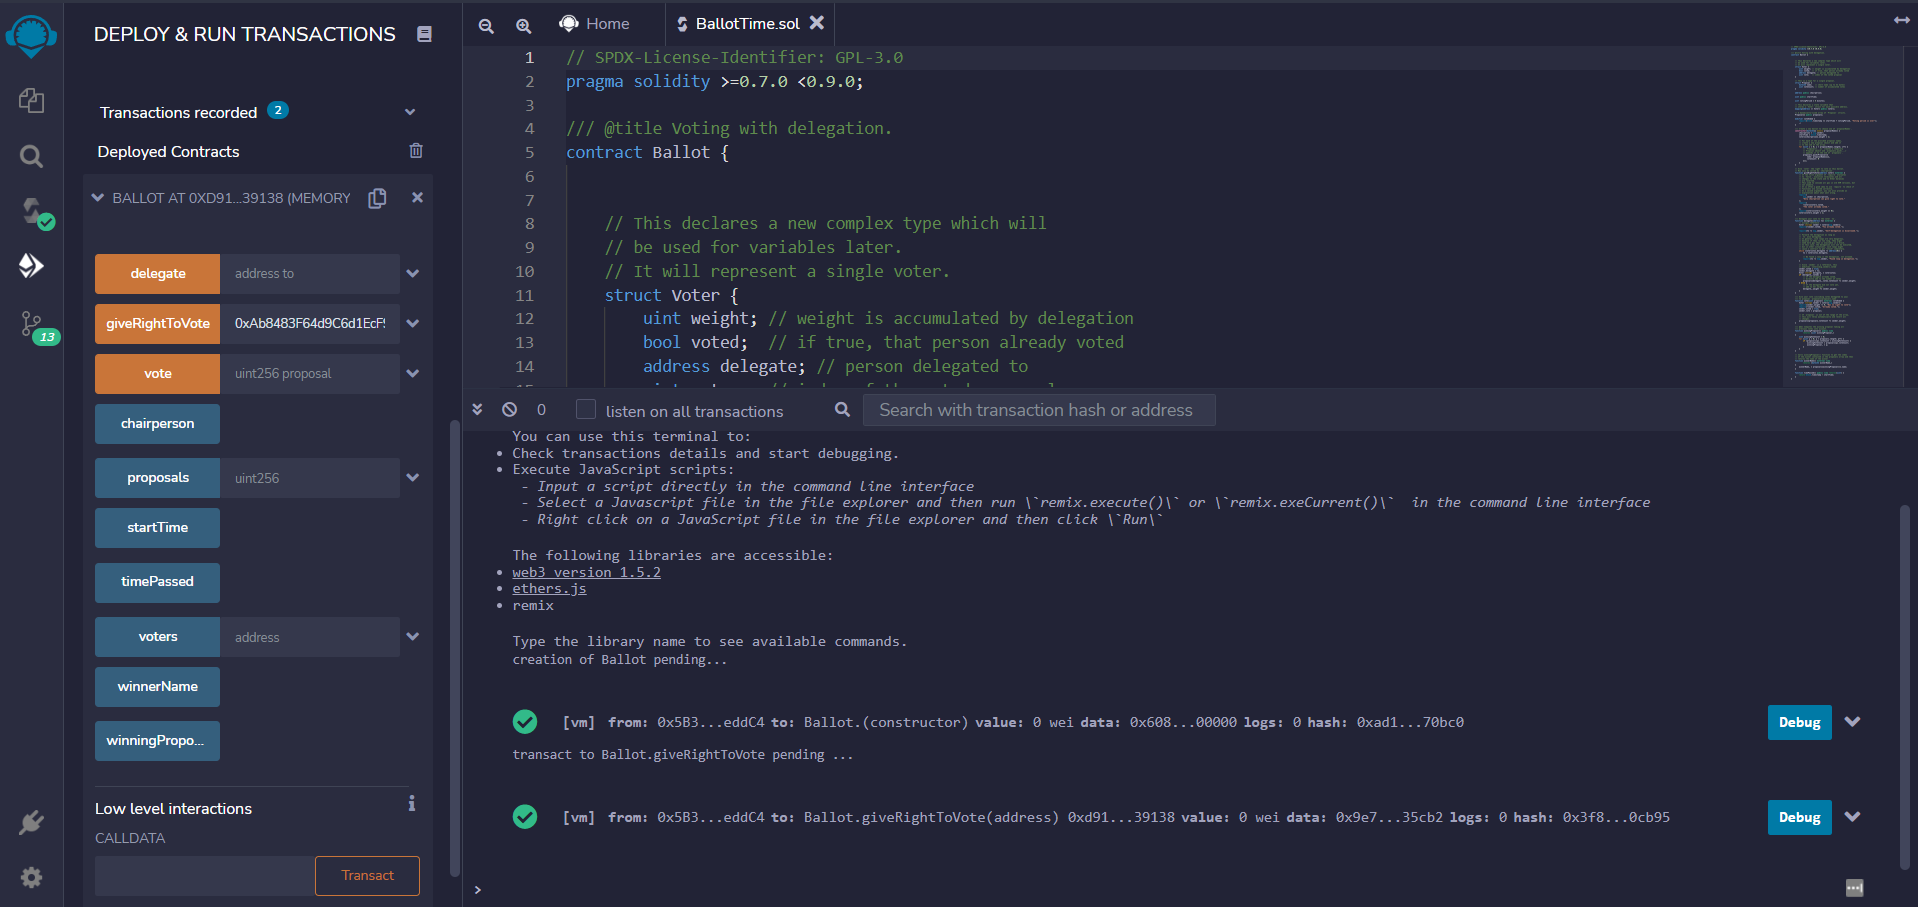 DEPLOY & RUN TRANSACTIONS
Transactions recorded 2
Deployed Contracts
BALLOT AT 0XD91...39138 (MEMORY
delegate address to
giveRightToVote 0xAb8483F64d9C6d1EcF9
vote uint256 proposal
chairperson
proposals uint256
startTime
timePassed
voters address
winnerName
winningPropo...
Low level interactions
CALLDATA
Transact
13
Home
BallotTime.sol
1 // SPDX-License-Identifier: GPL-3.0
2 pragma solidity >=0.7.0 <0.9.0;
3
4 /// @title Voting with delegation.
5 contract Ballot {
6
7
8 // This declares a new complex type which will
9 // be used for variables later.
10 // It will represent a single voter.
11 struct Voter {
12 uint weight; // weight is accumulated by delegation
13 bool voted; // if true, that person already voted
14 address delegate; // person delegated to
0 listen on all transactions Search with transaction hash or address
You can use this terminal to:
• Check transactions details and start debugging.
• Execute JavaScript scripts:
- Input a script directly in the command line interface
- Select a Javascript file in the file explorer and then run \`remix.execute()\` or \`remix.exeCurrent()\` in the command line interface
- Right click on a JavaScript file in the file explorer and then click \`Run\`
The following libraries are accessible:
• web3 version 1.5.2
• ethers.js
• remix
Type the library name to see available commands.
creation of Ballot pending...
[vm] from: 0x5B3...eddC4 to: Ballot.(constructor) value: 0 wei data: 0x608...00000 logs: 0 hash: 0xad1...70bc0
Debug
transact to Ballot.giveRightToVote pending ...
[vm] from: 0x5B3...eddC4 to: Ballot.giveRightToVote(address) 0xd91...39138 value: 0 wei data: 0x9e7...35cb2 logs: 0 hash: 0x3f8...0cb95
Debug
>